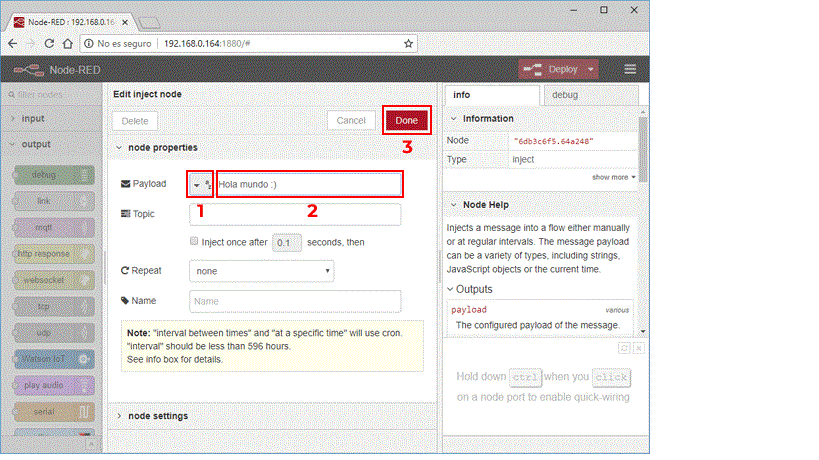 Node-RED : 192.168.0.164
No es seguro 192.168.0.164:1880/#
Node-RED
Deploy
filter nodes
input
output
debug
link
mqtt
http response
websocket
tcp
udp
Watson IoT
play audio
serial
Edit inject node
Delete
Cancel
Done
3
node properties
Payload
a
z
Hola mundo :)
1
2
Topic
Inject once after 0.1 seconds, then
Repeat
none
Name
Name
Note: "interval between times" and "at a specific time" will use cron.
"interval" should be less than 596 hours.
See info box for details.
node settings
info
debug
Information
Node "6db3c6f5.64a248"
Type inject
show more
Node Help
Injects a message into a flow either manually
or at regular intervals. The message payload
can be a variety of types, including strings,
JavaScript objects or the current time.
Outputs
payload various
The configured payload of the message.
Hold down ctrl when you click
on a node port to enable quick-wiring